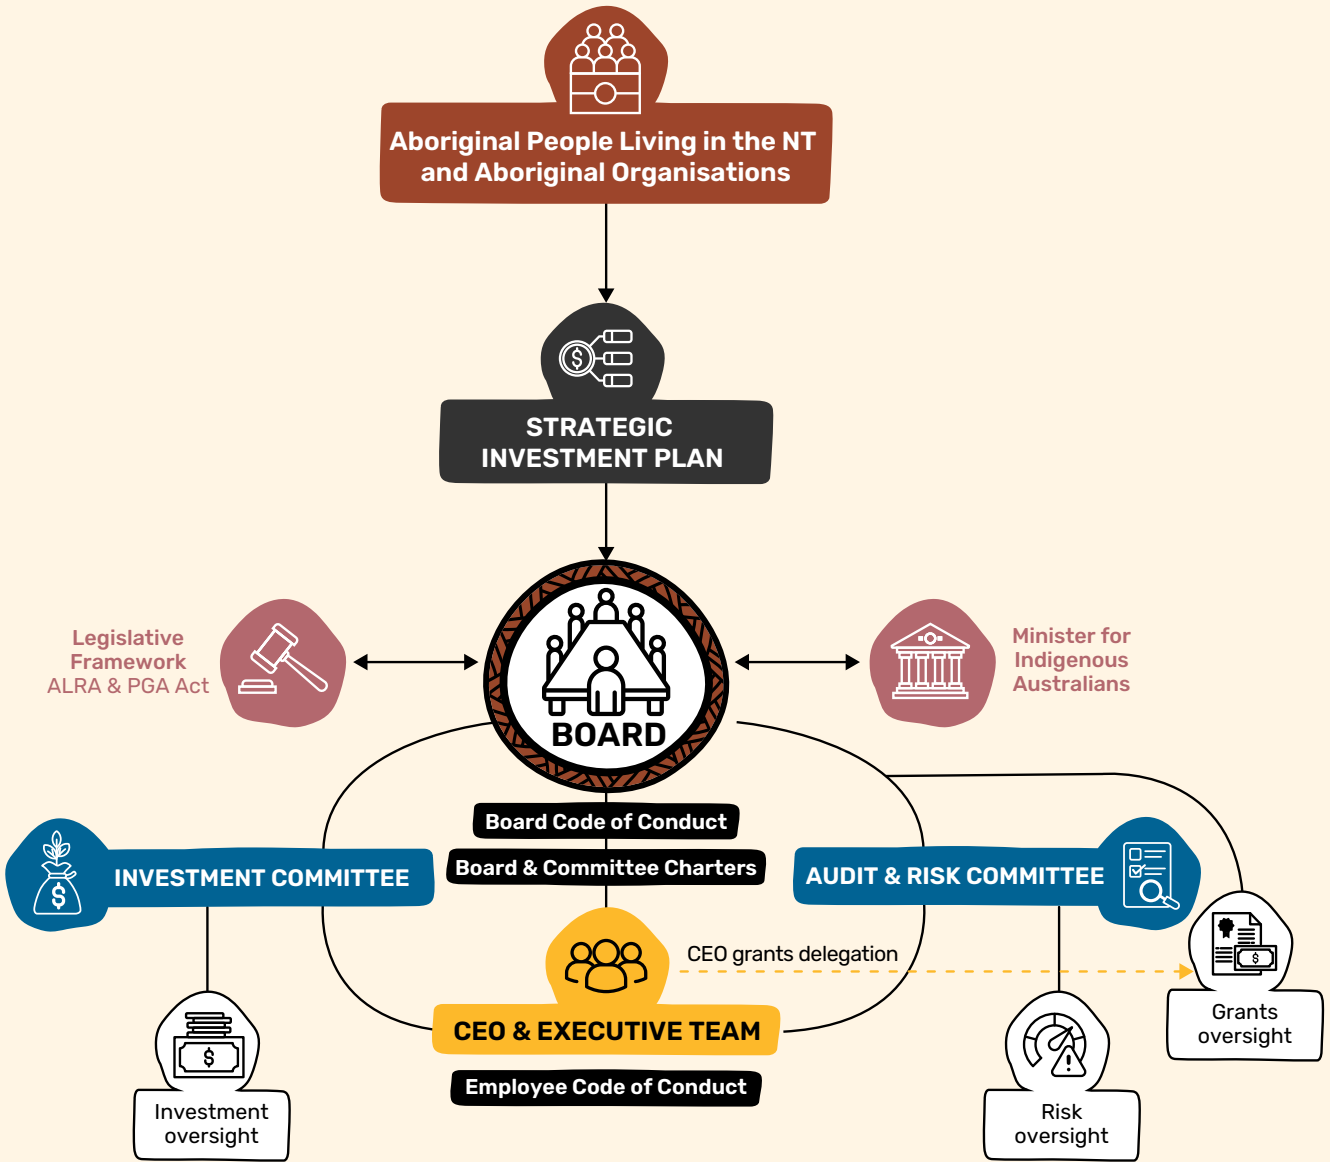 Aboriginal People Living in the NT
and Aboriginal Organisations
STRATEGIC
INVESTMENT PLAN
Legislative
Framework
ALRA & PGA Act
BOARD
Minister for
Indigenous
Australians
Board Code of Conduct
Board & Committee Charters
INVESTMENT COMMITTEE
AUDIT & RISK COMMITTEE
CEO grants delegation
CEO & EXECUTIVE TEAM
Employee Code of Conduct
Grants
oversight
Investment
oversight
Risk
oversight